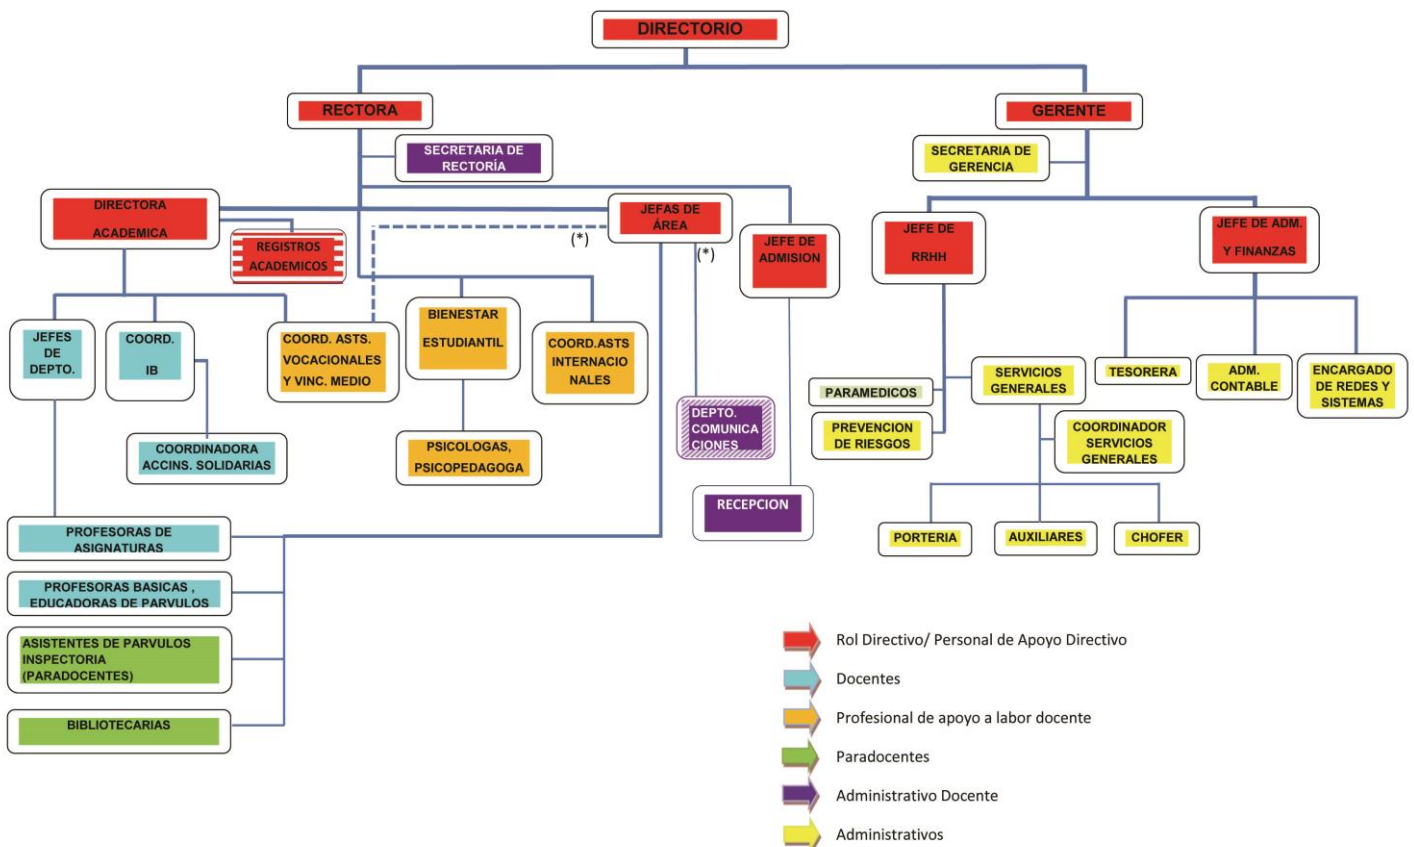 DIRECTORIO
RECTORA
GERENTE
SECRETARIA DE
RECTORÍA
SECRETARIA DE
GERENCIA
DIRECTORA
ACADEMICA
REGISTROS
ACADEMICOS
JEFAS DE
ÁREA
(*)
(*)
JEFE DE
ADMISION
JEFE DE
RRHH
JEFE DE ADM.
Y FINANZAS
JEFES
DE
DEPTO.
COORD.
IB
COORD. ASTS.
VOCACIONALES
Y VINC. MEDIO
BIENESTAR
ESTUDIANTIL
COORD.ASTS
INTERNACIO
NALES
SERVICIOS
GENERALES
TESORERA
ADM.
CONTABLE
ENCARGADO
DE REDES Y
SISTEMAS
PARAMEDICOS
PREVENCION
DE RIESGOS
DEPTO.
COMUNICA
CIONES
COORDINADOR
SERVICIOS
GENERALES
COORDINADORA
ACCINS. SOLIDARIAS
PSICOLOGAS,
PSICOPEDAGOGA
RECEPCION
PROFESORAS DE
ASIGNATURAS
PORTERIA
AUXILIARES
CHOFER
PROFESORAS BASICAS ,
EDUCADORAS DE PARVULOS
ASISTENTES DE PARVULOS
INSPECTORIA
(PARADOCENTES)
BIBLIOTECARIAS
Rol Directivo/ Personal de Apoyo Directivo
Docentes
Profesional de apoyo a labor docente
Paradocentes
Administrativo Docente
Administrativos